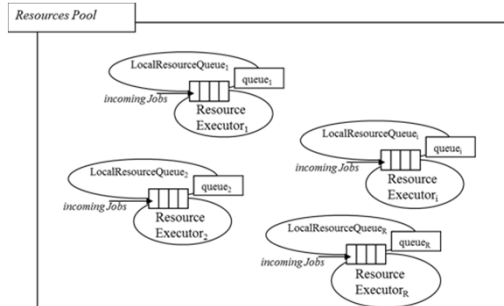 Resources Pool
LocalResourceQueue1
queue1
incoming Jobs
Resource
Executor1
LocalResourceQueuei
queuei
incoming Jobs
Resource
Executori
LocalResourceQueue2
queue2
incoming Jobs
Resource
Executor2
LocalResourceQueueR
queueR
incoming Jobs
Resource
ExecutorR